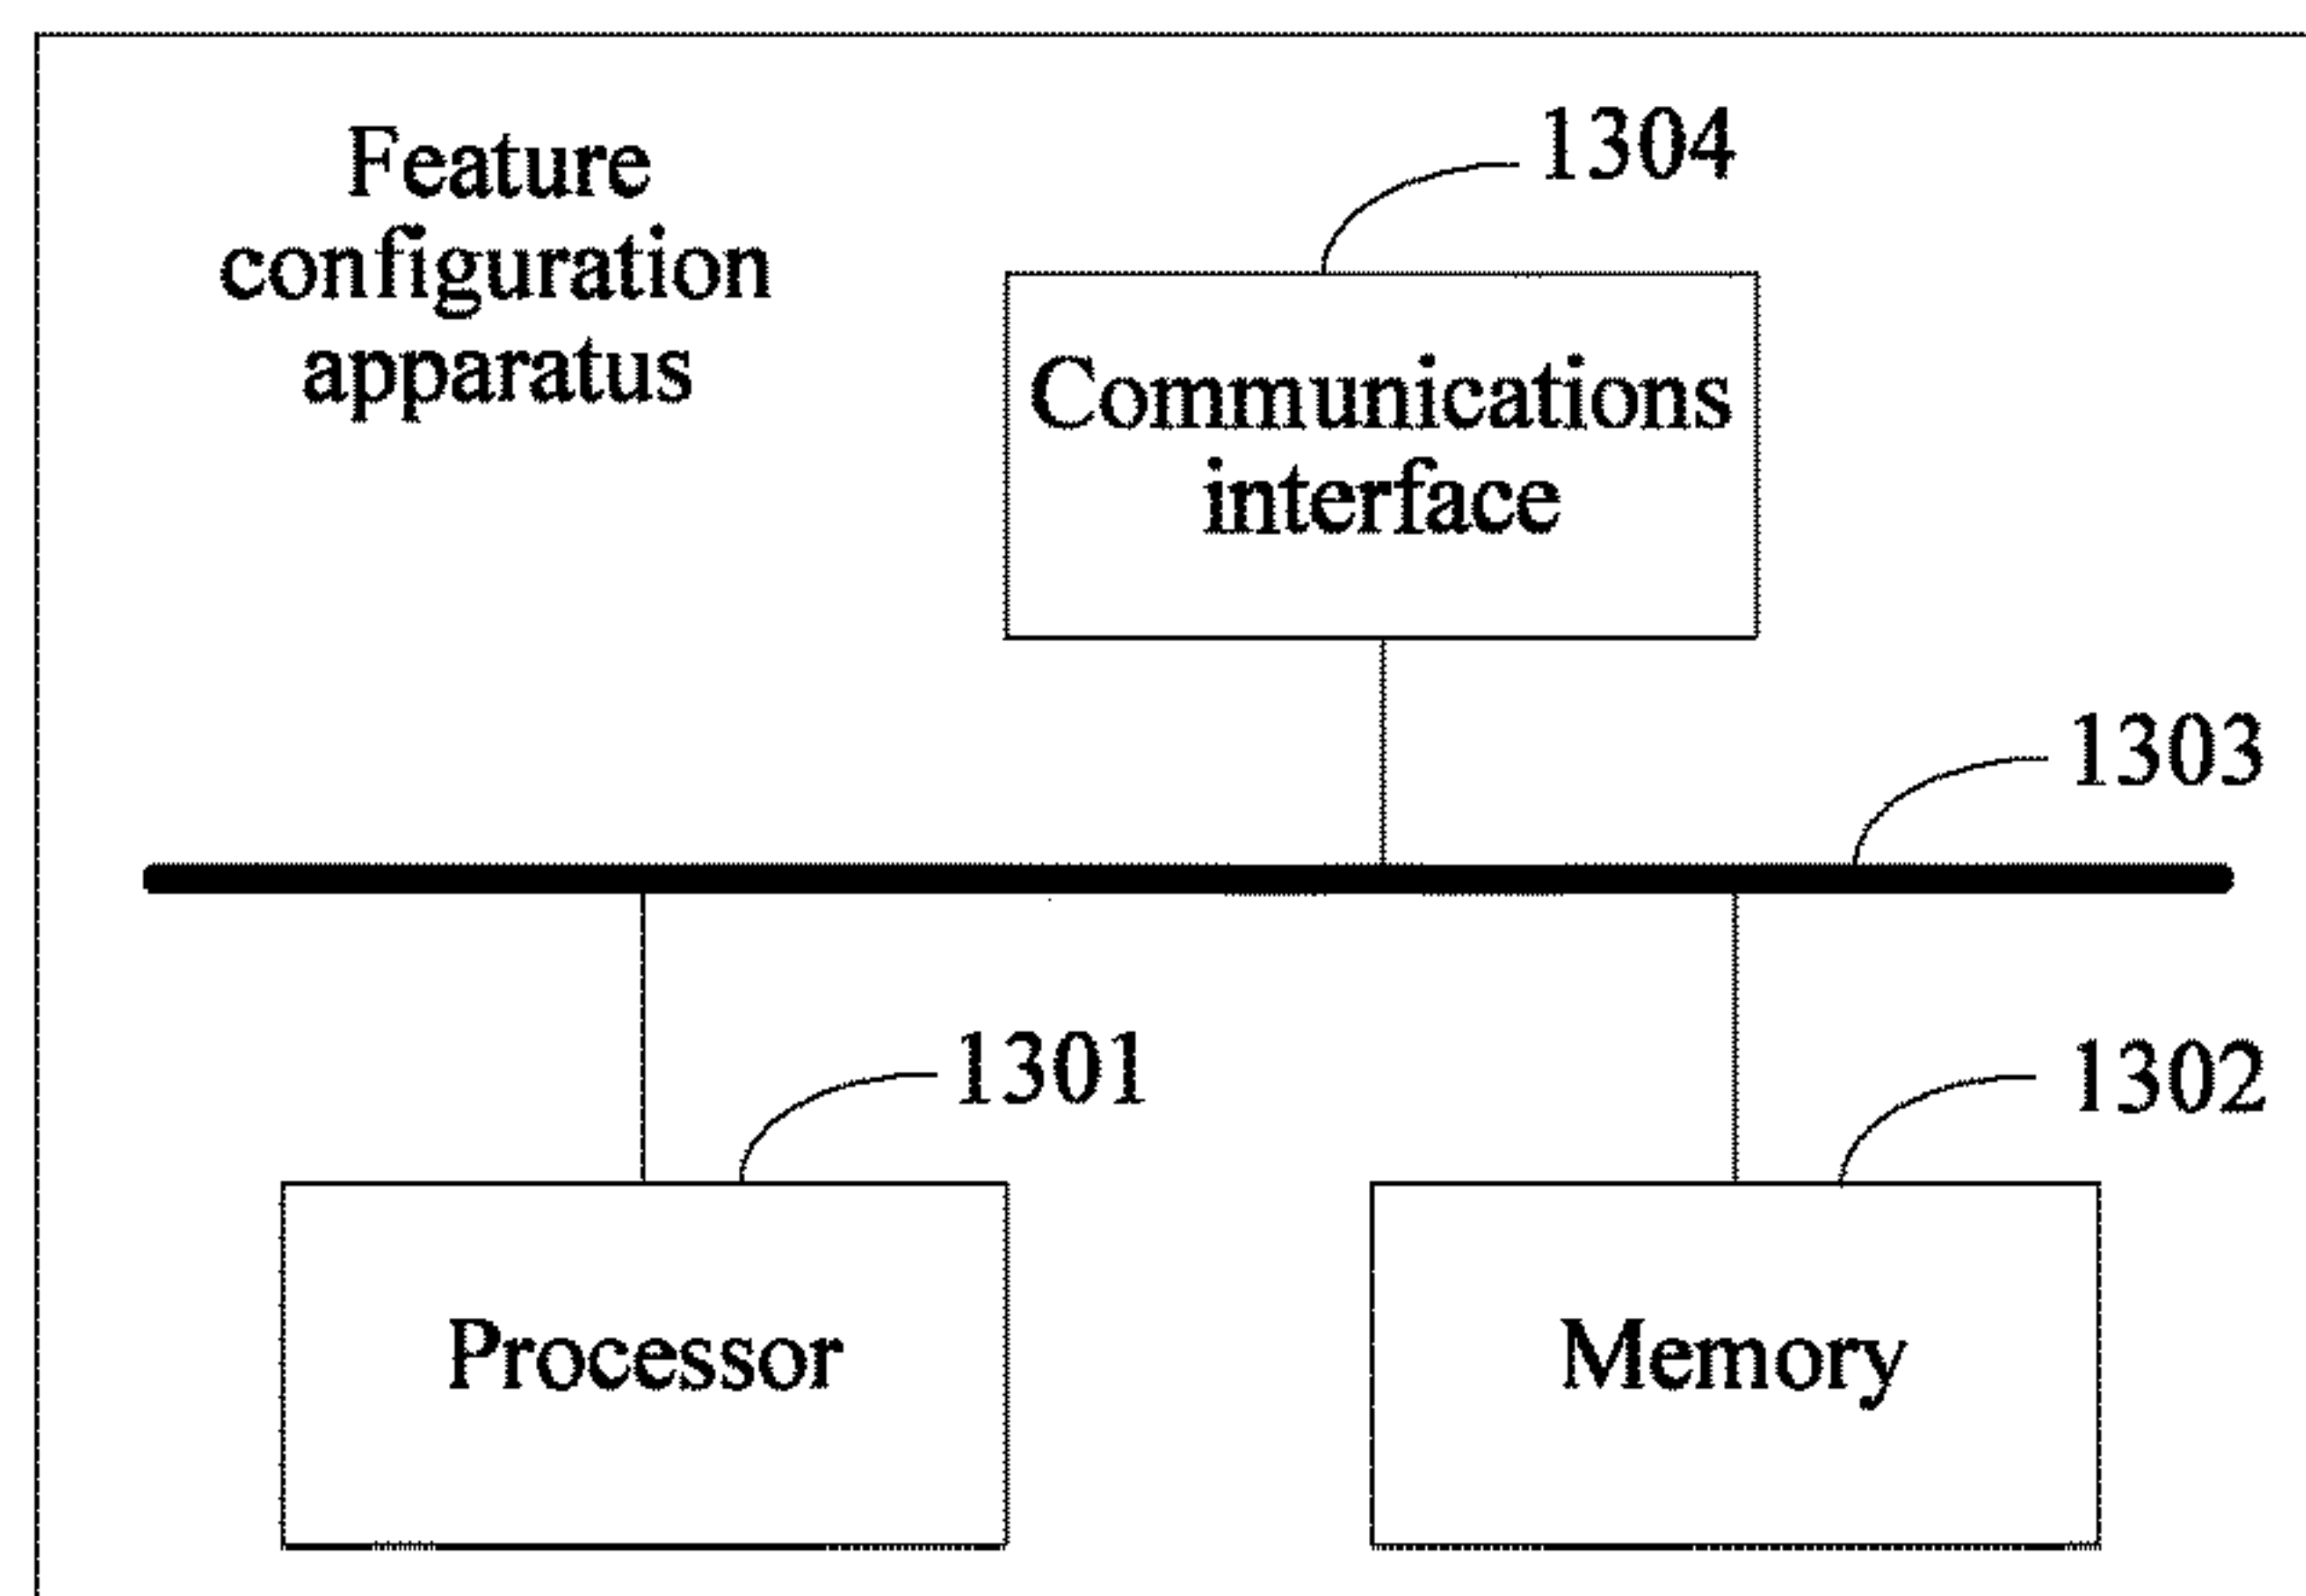 Feature
configuration
apparatus
1304
Communications
interface
1303
1301
1302
Processor
Memory